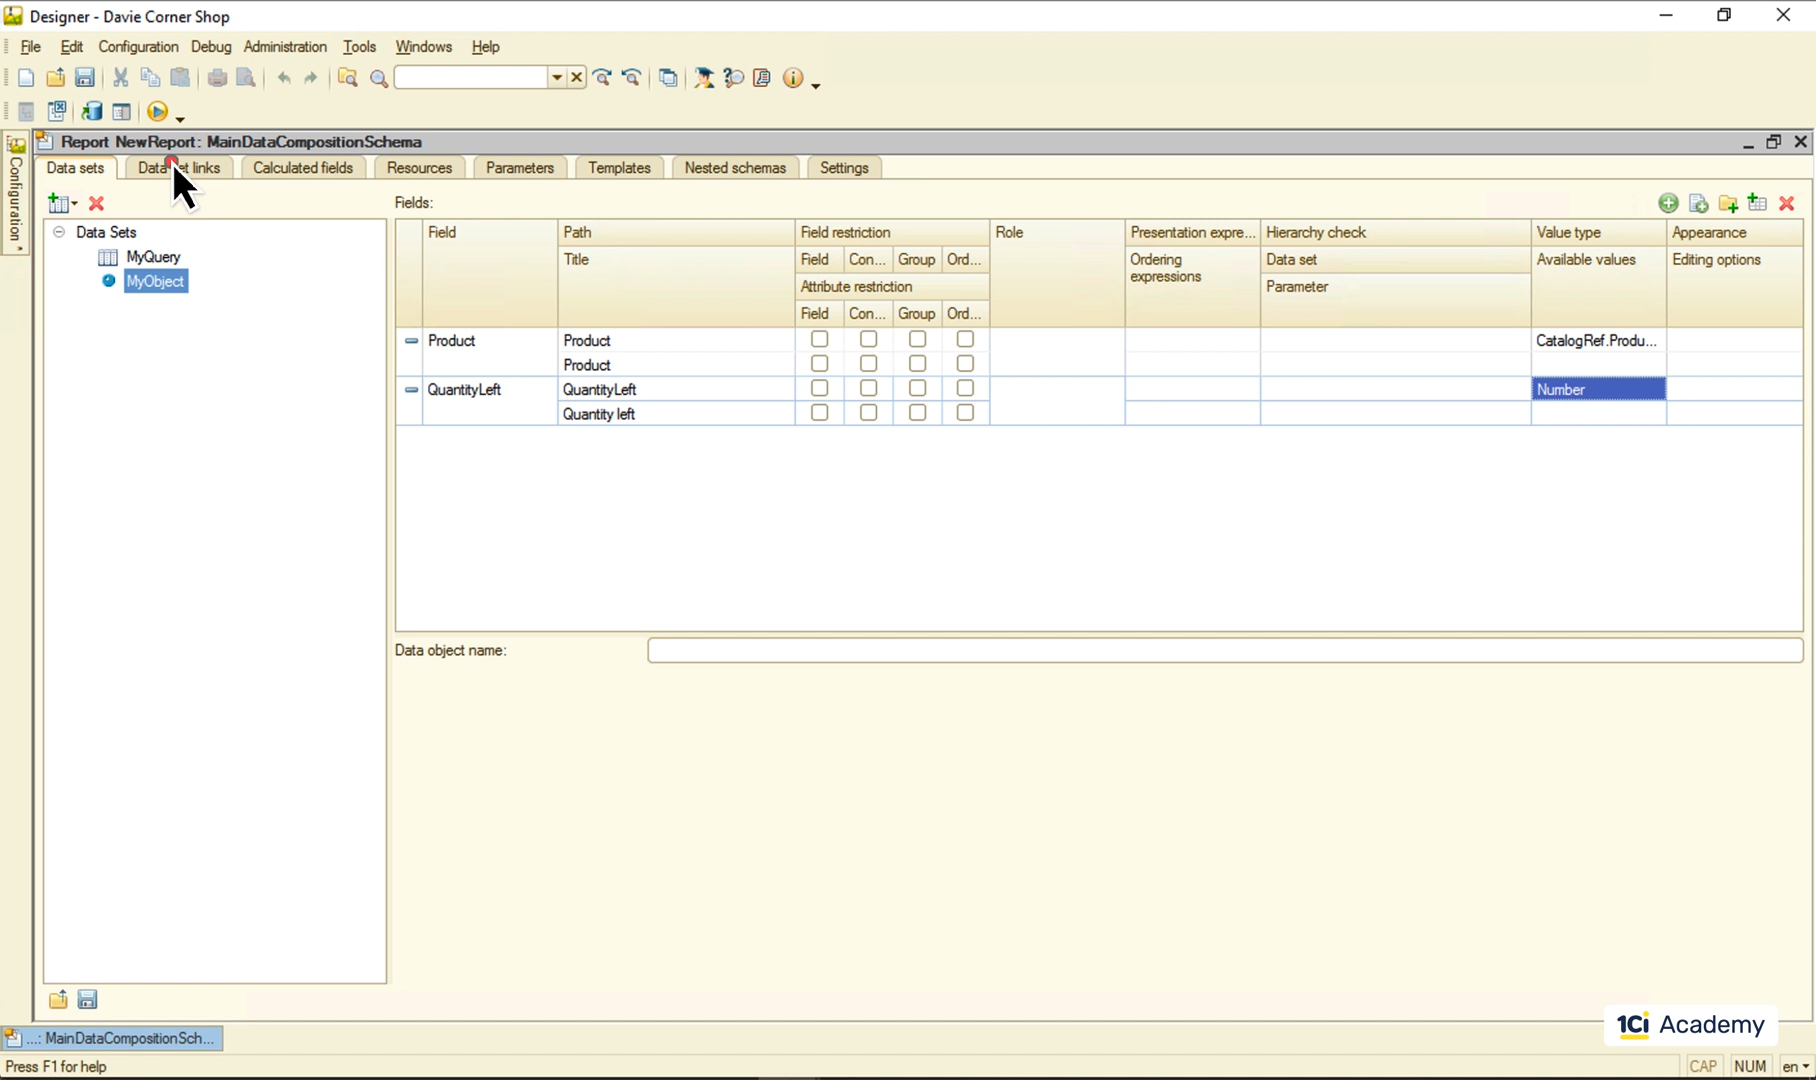 Designer - Davie Corner Shop
File Edit Configuration Debug Administration Tools Windows Help
Configuration
Report NewReport: MainDataCompositionSchema
Data sets Data set links Calculated fields Resources Parameters Templates Nested schemas Settings
Fields:
Data Sets
MyQuery
MyObject
Field Path Field restriction Role Presentation expre... Hierarchy check Value type Appearance
Title Field Con... Group Ord... Ordering expressions Data set Available values Editing options
Attribute restriction Parameter
Field Con... Group Ord...
Product Product CatalogRef.Produ...
Product
QuantityLeft QuantityLeft Number
Quantity left
Data object name:
1Ci Academy
...: MainDataCompositionSch...
Press F1 for help CAP NUM en